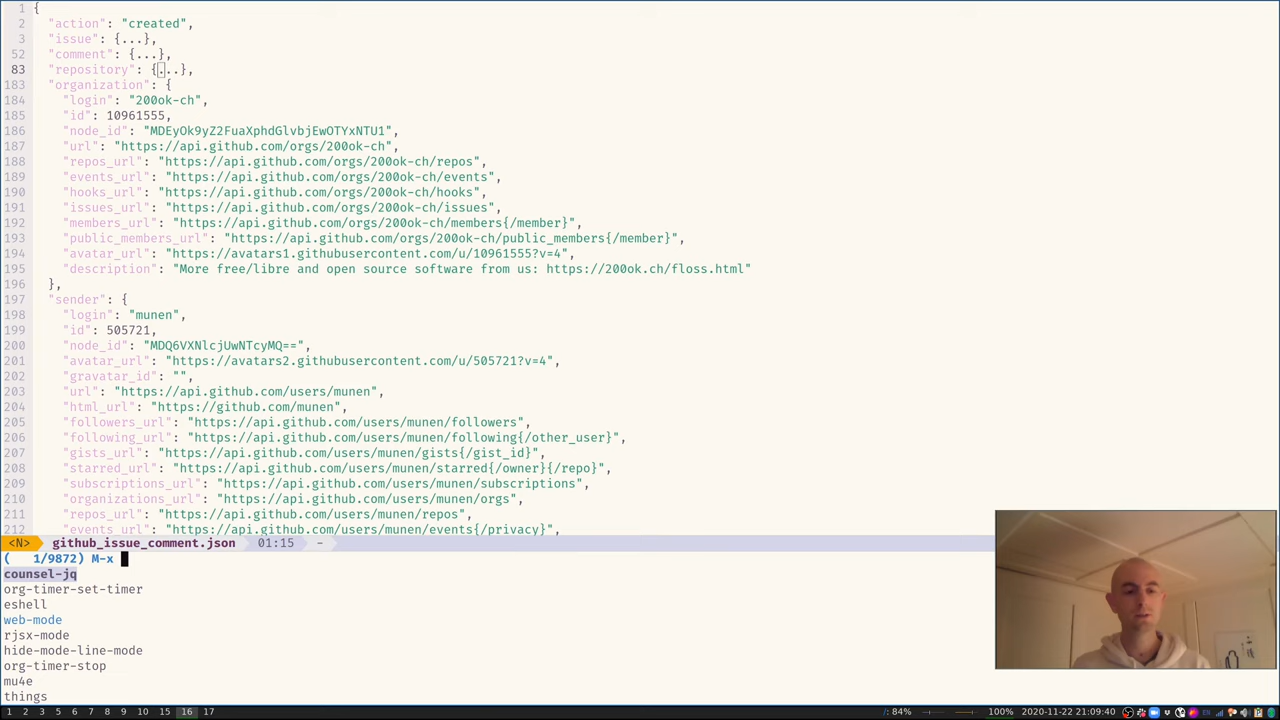 1 {
2 "action": "created",
3 "issue": {...},
52 "comment": {...},
83 "repository": {...},
183 "organization": {
184 "login": "200ok-ch",
185 "id": 10961555,
186 "node_id": "MDEyOk9yZ2FuaXphdGlvbjEwOTYxNTU1",
187 "url": "https://api.github.com/orgs/200ok-ch",
188 "repos_url": "https://api.github.com/orgs/200ok-ch/repos",
189 "events_url": "https://api.github.com/orgs/200ok-ch/events",
190 "hooks_url": "https://api.github.com/orgs/200ok-ch/hooks",
191 "issues_url": "https://api.github.com/orgs/200ok-ch/issues",
192 "members_url": "https://api.github.com/orgs/200ok-ch/members{/member}",
193 "public_members_url": "https://api.github.com/orgs/200ok-ch/public_members{/member}",
194 "avatar_url": "https://avatars1.githubusercontent.com/u/10961555?v=4",
195 "description": "More free/libre and open source software from us: https://200ok.ch/floss.html"
196 },
197 "sender": {
198 "login": "munen",
199 "id": 505721,
200 "node_id": "MDQ6VXNlcjUwNTcyMQ==",
201 "avatar_url": "https://avatars2.githubusercontent.com/u/505721?v=4",
202 "gravatar_id": "",
203 "url": "https://api.github.com/users/munen",
204 "html_url": "https://github.com/munen",
205 "followers_url": "https://api.github.com/users/munen/followers",
206 "following_url": "https://api.github.com/users/munen/following{/other_user}",
207 "gists_url": "https://api.github.com/users/munen/gists{/gist_id}",
208 "starred_url": "https://api.github.com/users/munen/starred{/owner}{/repo}",
209 "subscriptions_url": "https://api.github.com/users/munen/subscriptions",
210 "organizations_url": "https://api.github.com/users/munen/orgs",
211 "repos_url": "https://api.github.com/users/munen/repos",
212 "events_url": "https://api.github.com/users/munen/events{/privacy}",
<N> github_issue_comment.json 01:15 -
( 1/9872) M-x
counsel-jq
org-timer-set-timer
eshell
web-mode
rjsx-mode
hide-mode-line-mode
org-timer-stop
mu4e
things
1 2 3 4 5 6 7 8 9 10 15 16 17 84% 100% 2020-11-22 21:09:40